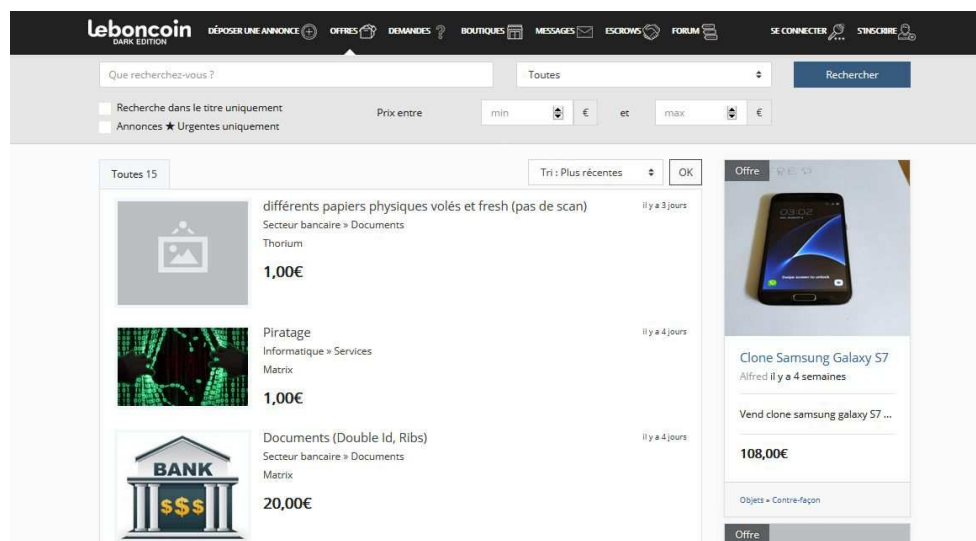 Leboncoin
DARK EDITION
DÉPOSER UNE ANNONCE
OFFRES
DEMANDES
BOUTIQUES
MESSAGES
ESCROWS
FORUM
SE CONNECTER
S'INSCRIRE
Que recherchez-vous ?
Toutes
Rechercher
Recherche dans le titre uniquement
Annonces ★ Urgentes uniquement
Prix entre
min
€
et
max
€
Toutes 15
Tri : Plus récentes
OK
différents papiers physiques volés et fresh (pas de scan)
il y a 3 jours
Secteur bancaire » Documents
Thorium
1,00€
Piratage
il y a 4 jours
Informatique » Services
Matrix
1,00€
BANK
$$$
Documents (Double Id, Ribs)
il y a 4 jours
Secteur bancaire » Documents
Matrix
20,00€
Offre
03:02
Clone Samsung Galaxy S7
Alfred il y a 4 semaines
Vend clone samsung galaxy S7 ...
108,00€
Objets » Contre-façon
Offre